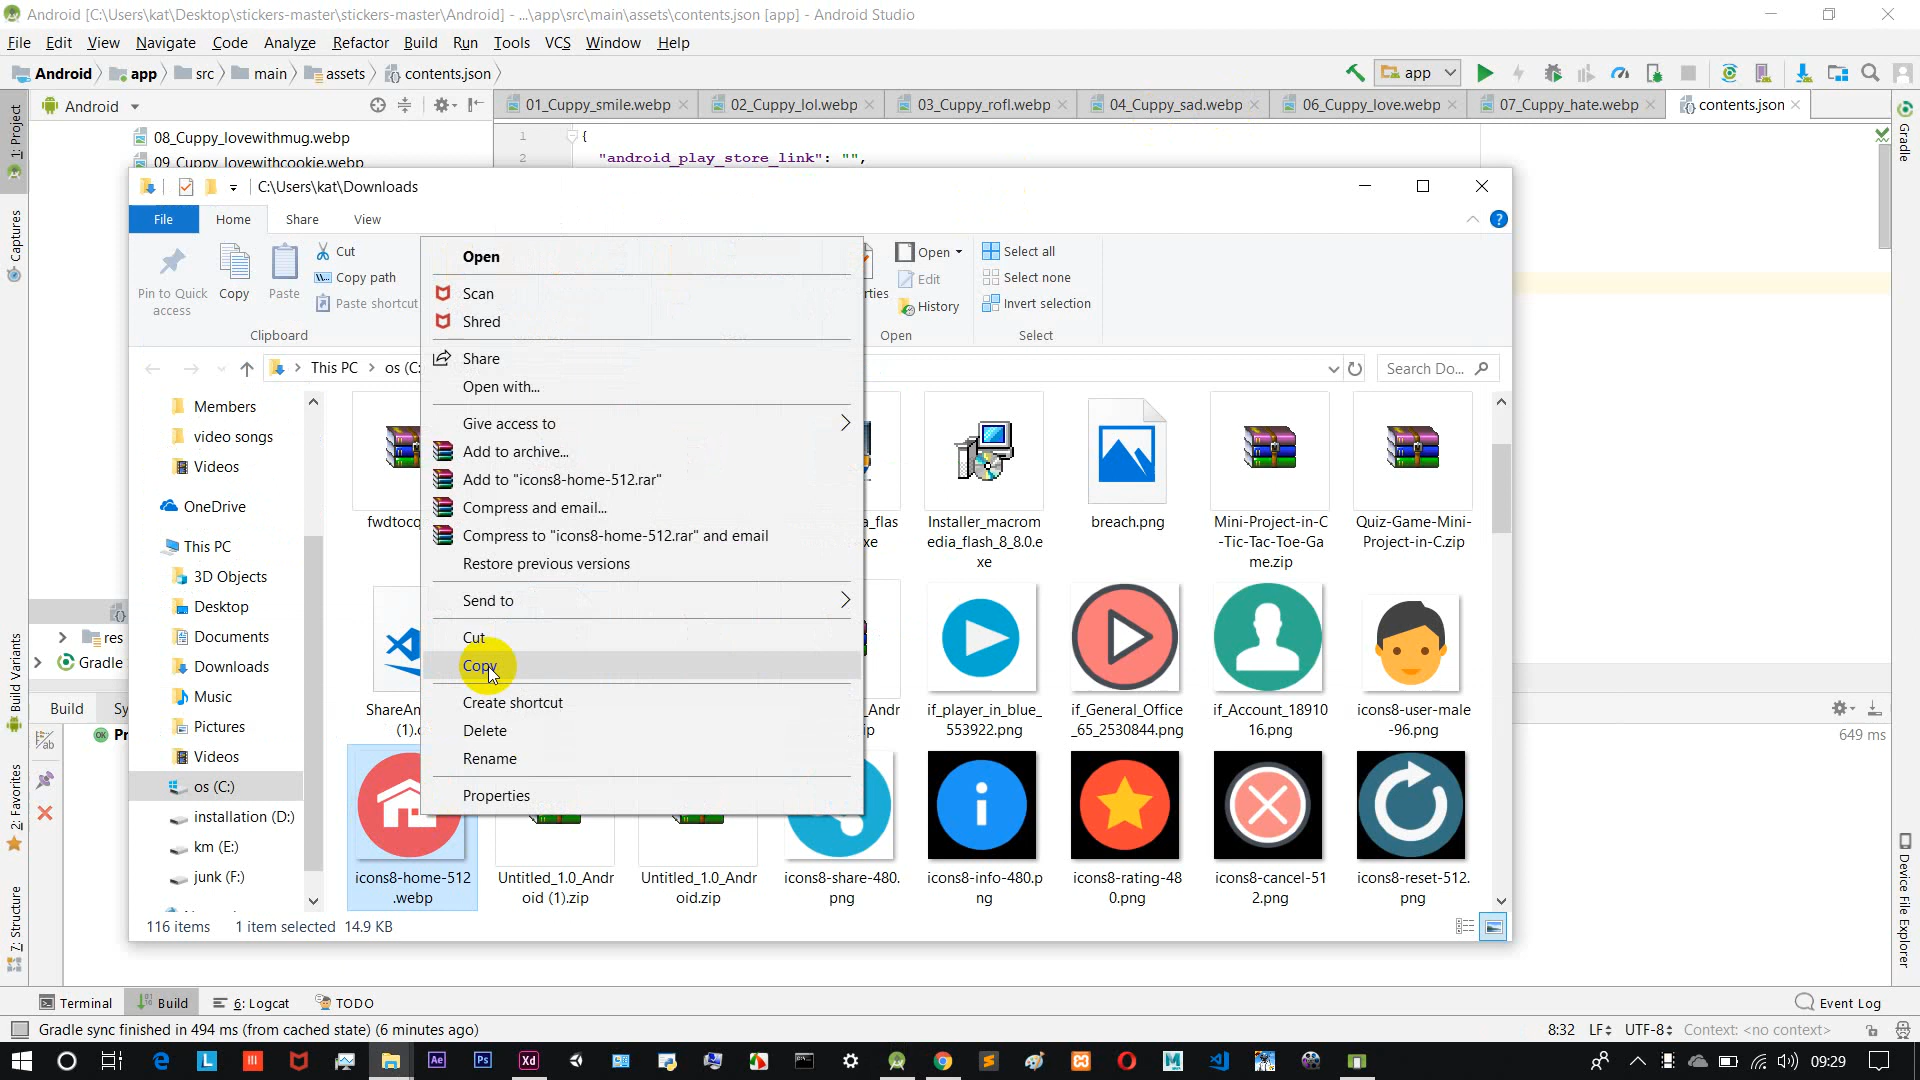 Android [C:\Users\kat\Desktop\stickers-master\stickers-master\Android] - ...\app\src\main\assets\contents.json [app] - Android Studio
File Edit View Navigate Code Analyze Refactor Build Run Tools VCS Window Help
Android app src main assets contents.json
app
Android
01_Cuppy_smile.webp 02_Cuppy_lol.webp 03_Cuppy_rofl.webp 04_Cuppy_sad.webp 06_Cuppy_love.webp 07_Cuppy_hate.webp contents.json
1: Project
Captures
Build Variants
2: Favorites
7: Structure
Gradle
Device File Explorer
08_Cuppy_lovewithmug.webp
09_Cuppy_lovewithcookie.webp
1 {
2 "android_play_store_link": "",
res
Gradle
Build
649 ms
C:\Users\kat\Downloads
File Home Share View
Pin to Quick access
Copy
Paste
Cut
Copy path
Paste shortcut
Clipboard
Open
Edit
History
Open
Select all
Select none
Invert selection
Select
This PC
Search Do...
Members
video songs
Videos
OneDrive
This PC
3D Objects
Desktop
Documents
Downloads
Music
Pictures
Videos
os (C:)
installation (D:)
km (E:)
junk (F:)
Open
Scan
Shred
Share
Open with...
Give access to
Add to archive...
Add to "icons8-home-512.rar"
Compress and email...
Compress to "icons8-home-512.rar" and email
Restore previous versions
Send to
Cut
Copy
Create shortcut
Delete
Rename
Properties
Installer_macromedia_flash_8_8.0.exe
breach.png
Mini-Project-in-C-Tic-Tac-Toe-Game.zip
Quiz-Game-Mini-Project-in-C.zip
if_player_in_blue_553922.png
if_General_Office_65_2530844.png
if_Account_1891016.png
icons8-user-male-96.png
icons8-home-512.webp
Untitled_1.0_Android (1).zip
Untitled_1.0_Android.zip
icons8-share-480.png
icons8-info-480.png
icons8-rating-480.png
icons8-cancel-512.png
icons8-reset-512.png
116 items 1 item selected 14.9 KB
Terminal Build 6: Logcat TODO Event Log
Gradle sync finished in 494 ms (from cached state) (6 minutes ago)
8:32 LF UTF-8 Context: <no context>
09:29